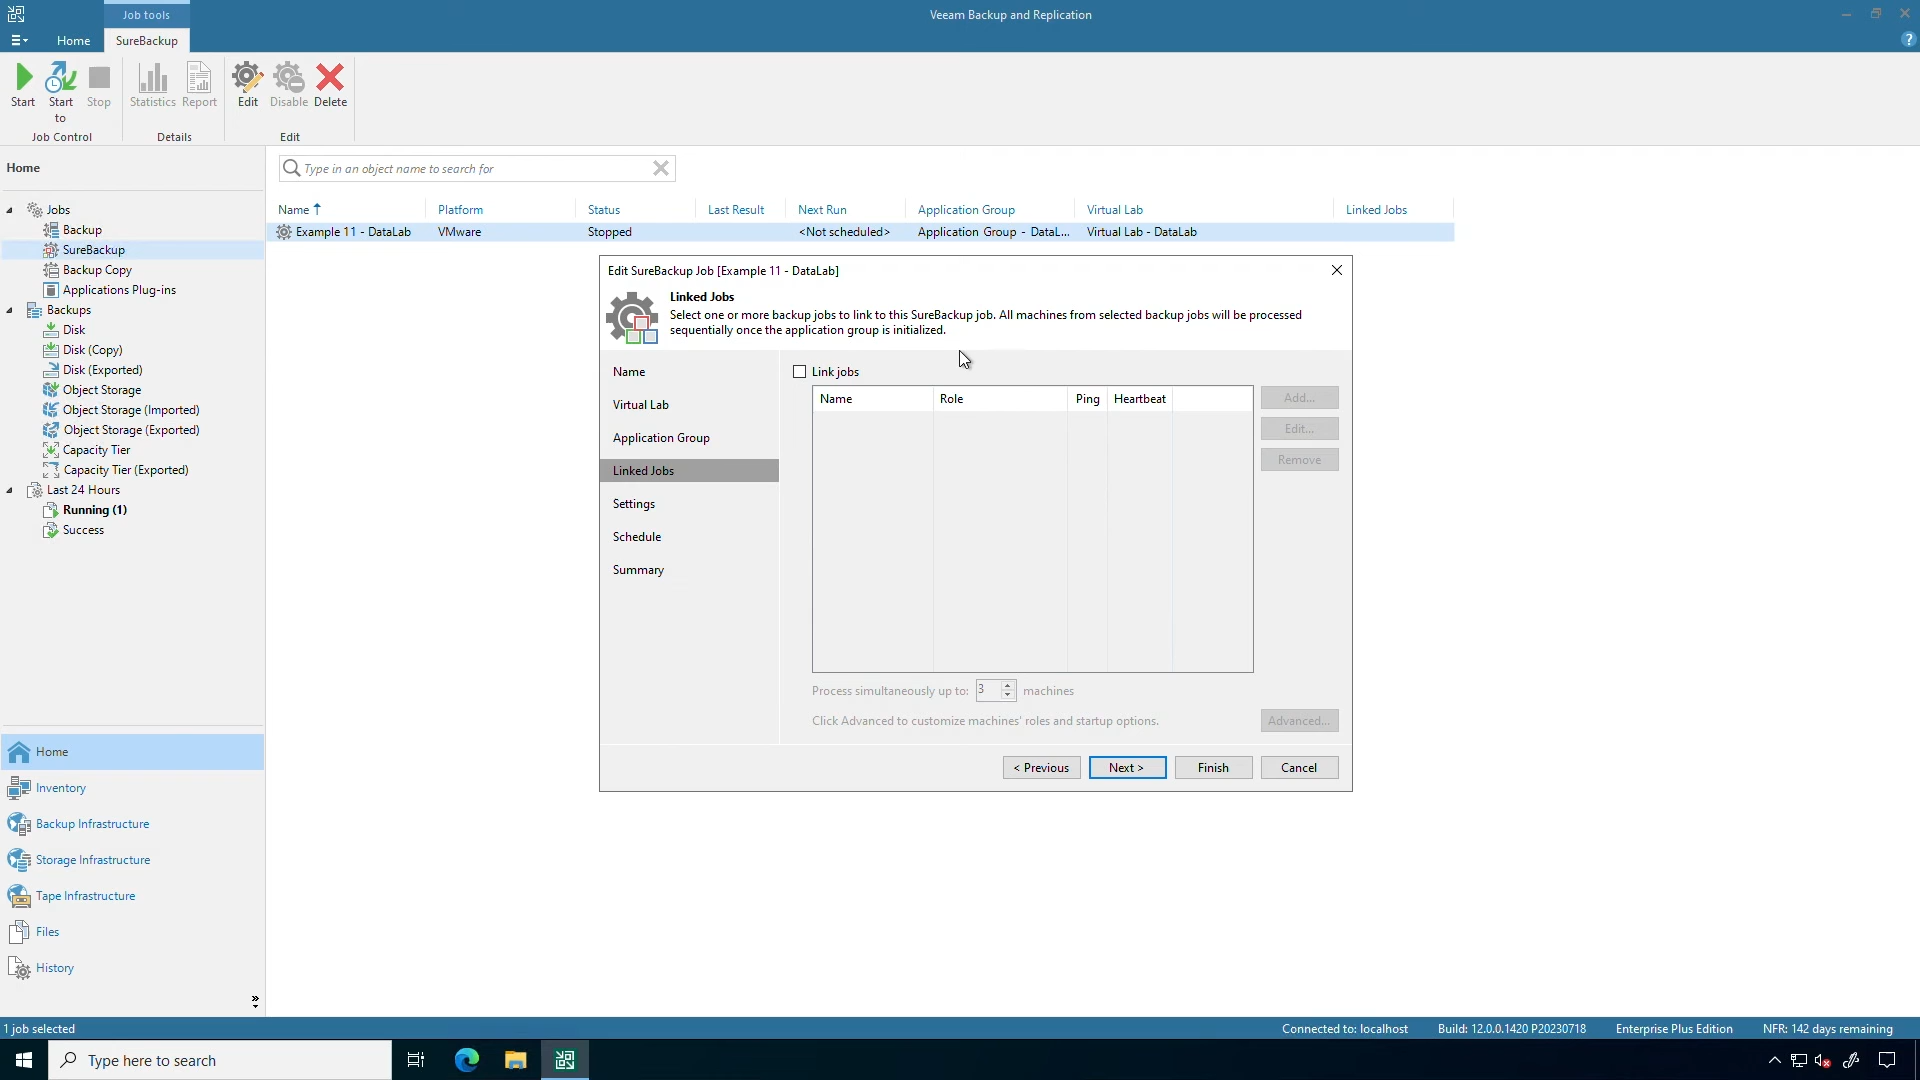 Job tools
Veeam Backup and Replication
Home
SureBackup
?
Start
Start
to
Stop
Statistics
Report
Edit
Disable
Delete
Job Control
Details
Edit
Home
Type in an object name to search for
Jobs
Backup
SureBackup
Backup Copy
Applications Plug-ins
Backups
Disk
Disk (Copy)
Disk (Exported)
Object Storage
Object Storage (Imported)
Object Storage (Exported)
Capacity Tier
Capacity Tier (Exported)
Last 24 Hours
Running (1)
Success
Name
Platform
Status
Last Result
Next Run
Application Group
Virtual Lab
Linked Jobs
Example 11 - DataLab
VMware
Stopped
<Not scheduled>
Application Group - DataL...
Virtual Lab - DataLab
Edit SureBackup Job [Example 11 - DataLab]
Linked Jobs
Select one or more backup jobs to link to this SureBackup job. All machines from selected backup jobs will be processed
sequentially once the application group is initialized.
Name
Virtual Lab
Application Group
Linked Jobs
Settings
Schedule
Summary
Link jobs
Name
Role
Ping
Heartbeat
Add...
Edit...
Remove
Process simultaneously up to: 3 machines
Click Advanced to customize machines' roles and startup options.
Advanced...
< Previous
Next >
Finish
Cancel
Home
Inventory
Backup Infrastructure
Storage Infrastructure
Tape Infrastructure
Files
History
1 job selected
Connected to: localhost
Build: 12.0.0.1420 P20230718
Enterprise Plus Edition
NFR: 142 days remaining
Type here to search